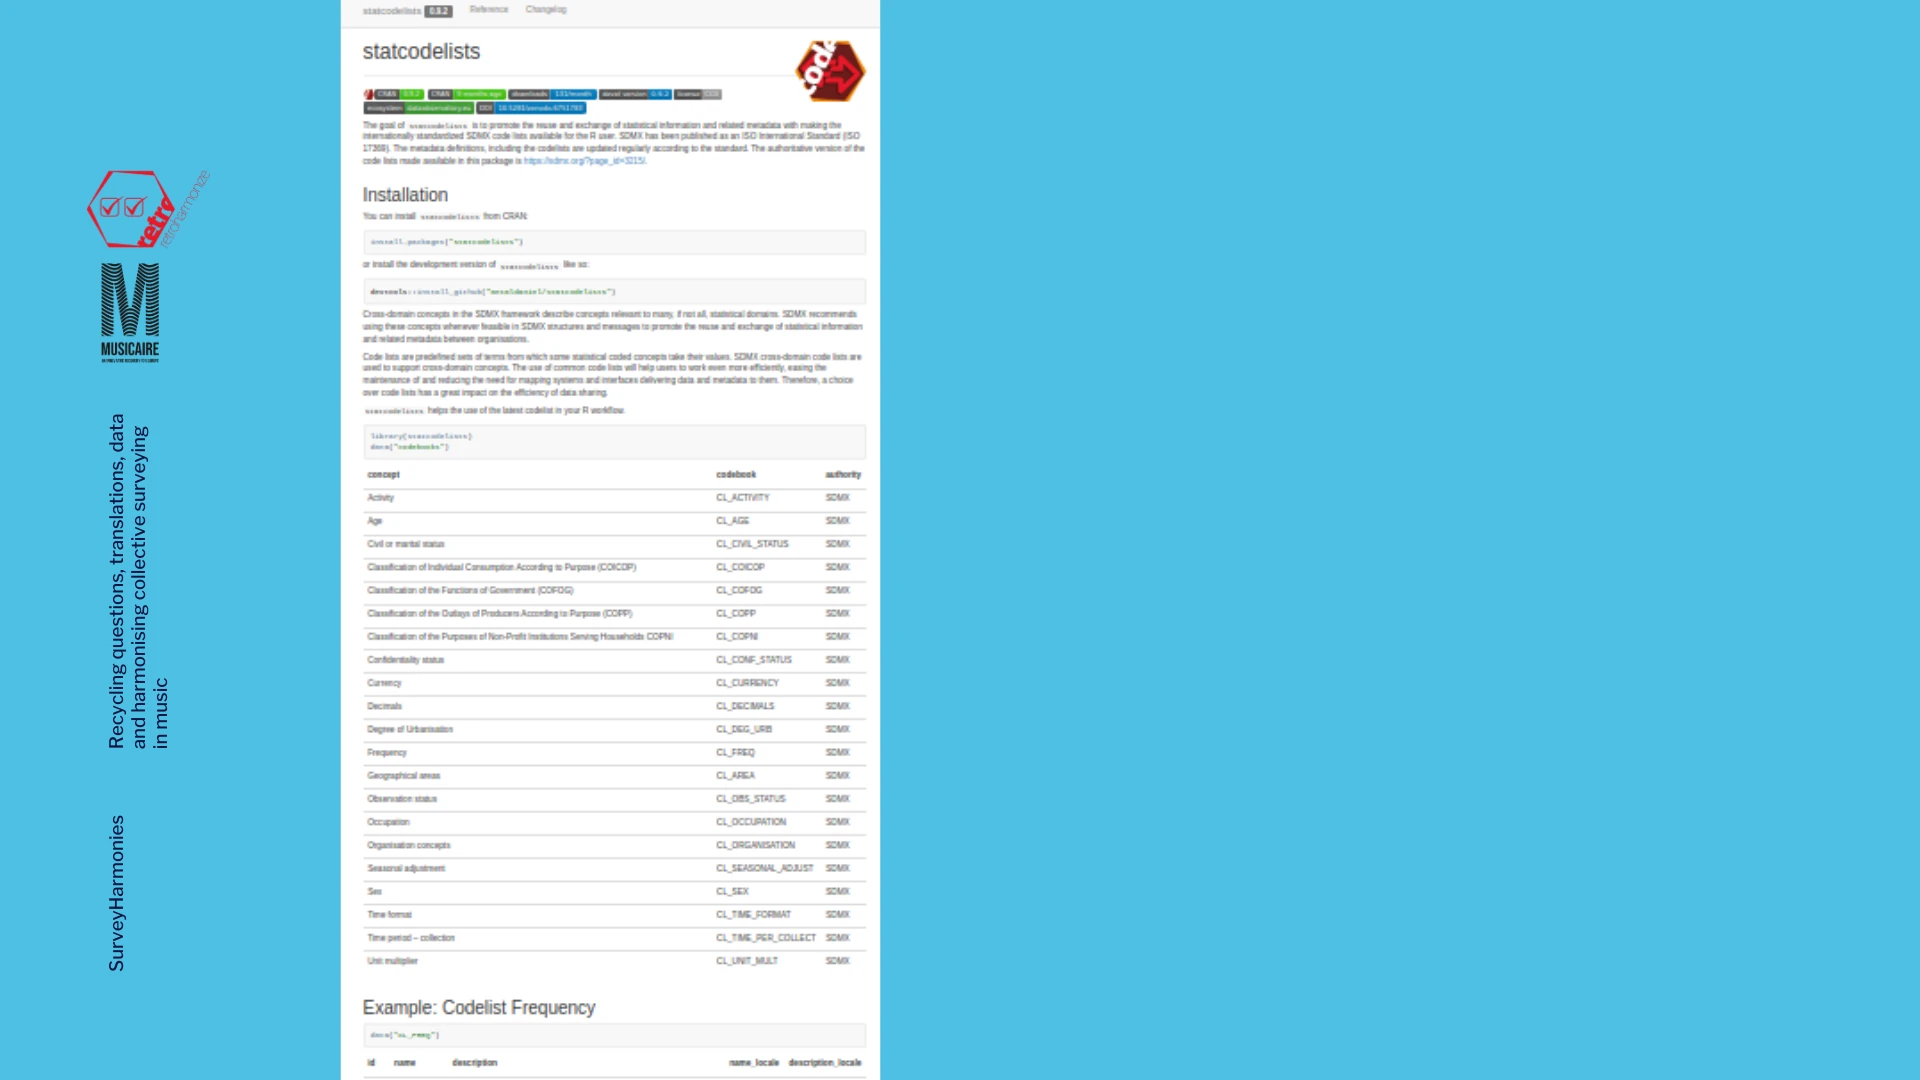 statcodelists 0.9.2 Reference Changelog
statcodelists
code
CRAN 0.9.2 CRAN 9 months ago downloads 131/month devel version 0.9.2 license CC0
ecosystem dataobservatory.eu DOI 10.5281/zenodo.6751783
The goal of statcodelists is to promote the reuse and exchange of statistical information and related metadata with making the
internationally standardized SDMX code lists available for the R user. SDMX has been published as an ISO International Standard (ISO
17369). The metadata definitions, including the codelists are updated regularly according to the standard. The authoritative version of the
code lists made available in this package is https://sdmx.org/?page_id=3215/.
Installation
You can install statcodelists from CRAN:
install.packages("statcodelists")
or install the development version of statcodelists like so:
devtools::install_github("antaldaniel/statcodelists")
Cross-domain concepts in the SDMX framework describe concepts relevant to many, if not all, statistical domains. SDMX recommends
using these concepts whenever feasible in SDMX structures and messages to promote the reuse and exchange of statistical information
and related metadata between organisations.
Code lists are predefined sets of terms from which some statistical coded concepts take their values. SDMX cross-domain code lists are
used to support cross-domain concepts. The use of common code lists will help users to work even more efficiently, easing the
maintenance of and reducing the need for mapping systems and interfaces delivering data and metadata to them. Therefore, a choice
over code lists has a great impact on the efficiency of data sharing.
statcodelists helps the use of the latest codelist in your R workflow.
library(statcodelists)
data("codebooks")
concept codebook authority
Activity CL_ACTIVITY SDMX
Age CL_AGE SDMX
Civil or marital status CL_CIVIL_STATUS SDMX
Classification of Individual Consumption According to Purpose (COICOP) CL_COICOP SDMX
Classification of the Functions of Government (COFOG) CL_COFOG SDMX
Classification of the Outlays of Producers According to Purpose (COPP) CL_COPP SDMX
Classification of the Purposes of Non-Profit Institutions Serving Households COPNI CL_COPNI SDMX
Confidentiality status CL_CONF_STATUS SDMX
Currency CL_CURRENCY SDMX
Decimals CL_DECIMALS SDMX
Degree of Urbanisation CL_DEG_URB SDMX
Frequency CL_FREQ SDMX
Geographical areas CL_AREA SDMX
Observation status CL_OBS_STATUS SDMX
Occupation CL_OCCUPATION SDMX
Organisation concepts CL_ORGANISATION SDMX
Seasonal adjustment CL_SEASONAL_ADJUST SDMX
Sex CL_SEX SDMX
Time format CL_TIME_FORMAT SDMX
Time period – collection CL_TIME_PER_COLLECT SDMX
Unit multiplier CL_UNIT_MULT SDMX
Example: Codelist Frequency
data("CL_FREQ")
id name description name_locale description_locale
retro
retroharmonize
MUSICAIRE
Recycling questions, translations, data
and harmonising collective surveying
in music
SurveyHarmonies